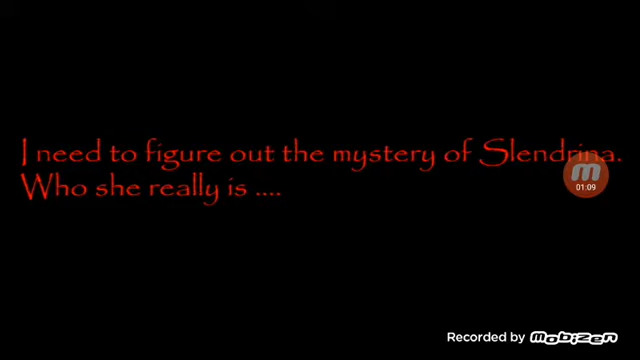 I need to figure out the mystery of Slendrina.
Who she really is ....
01:09
Recorded by mobizen